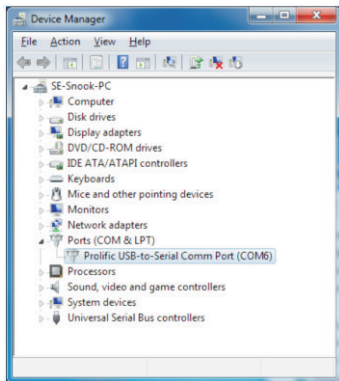 Device Manager
File Action View Help
SE-Snook-PC
Computer
Disk drives
Display adapters
DVD/CD-ROM drives
IDE ATA/ATAPI controllers
Keyboards
Mice and other pointing devices
Monitors
Network adapters
Ports (COM & LPT)
Prolific USB-to-Serial Comm Port (COM6)
Processors
Sound, video and game controllers
System devices
Universal Serial Bus controllers